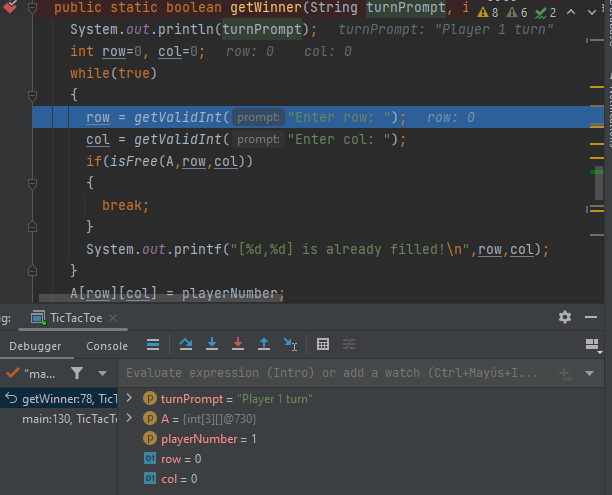 public static boolean getWinner(String turnPrompt, i 8 6 2
System.out.println(turnPrompt); turnPrompt: "Player 1 turn"
int row=0, col=0; row: 0 col: 0
while(true)
{
row = getValidInt( prompt: "Enter row: "); row: 0
col = getValidInt( prompt: "Enter col: ");
if(isFree(A,row,col))
{
break;
}
System.out.printf("[%d,%d] is already filled!\n",row,col);
}
A[row][col] = playerNumber;
g: TicTacToe
Debugger Console
"ma... Evaluate expression (Intro) or add a watch (Ctrl+Mayús+I...
getWinner:78, TicT
main:130, TicTacTo
turnPrompt = "Player 1 turn"
A = {int[3][]@730}
playerNumber = 1
01 row = 0
01 col = 0